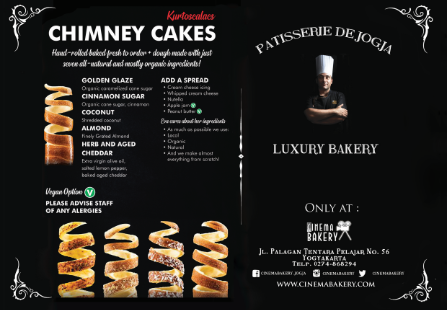 Kurtosculacs
CHIMNEY CAKES
Hand-rolled baked fresh to order + dough made with just
seven all-natural and mostly organic ingredients!
GOLDEN GLAZE
Organic caramelized cane sugar
CINNAMON SUGAR
Organic cane sugar, cinnamon
COCONUT
Shredded coconut
ALMOND
Finely Grated Almond
HERB AND AGED
CHEDDAR
Extra virgin olive oil,
salted lemon pepper,
baked aged cheddar
ADD A SPREAD
• Cream cheese icing
• Whipped cream cheese
• Nutella
• Apple jam V
• Peanut butter V
Eva cares about her ingredients
• As much as possible we use:
• Local
• Organic
• Natural
• And we make almost
everything from scratch!
Vegan Option V
PLEASE ADVISE STAFF
OF ANY ALERGIES
PATISSERIE DE JOGJA
LUXURY BAKERY
ONLY AT :
CINEMA
BAKERY
JL. PALAGAN TENTARA PELAJAR NO. 56
YOGYAKARTA
TELP. 0274-868294
CINEMABAKERY.JOGJA CINEMABAKERY CINEMABAKERY
WWW.CINEMABAKERY.COM